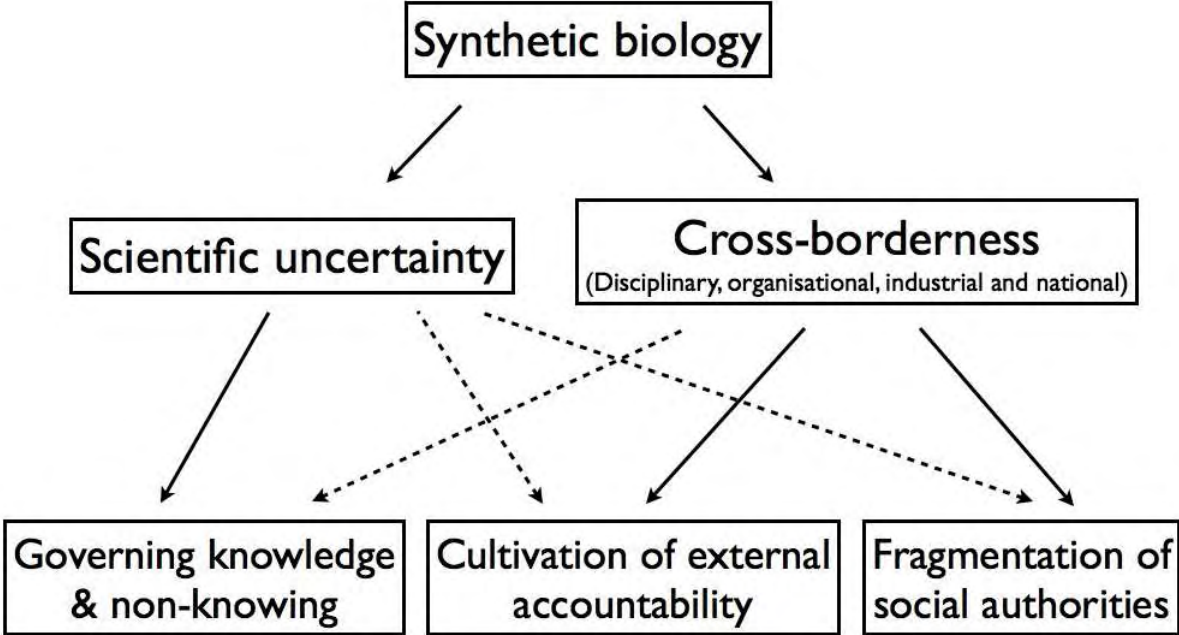 Synthetic biology
Scientific uncertainty
Cross-borderness
(Disciplinary, organisational, industrial and national)
Governing knowledge
& non-knowing
Cultivation of external
accountability
Fragmentation of
social authorities